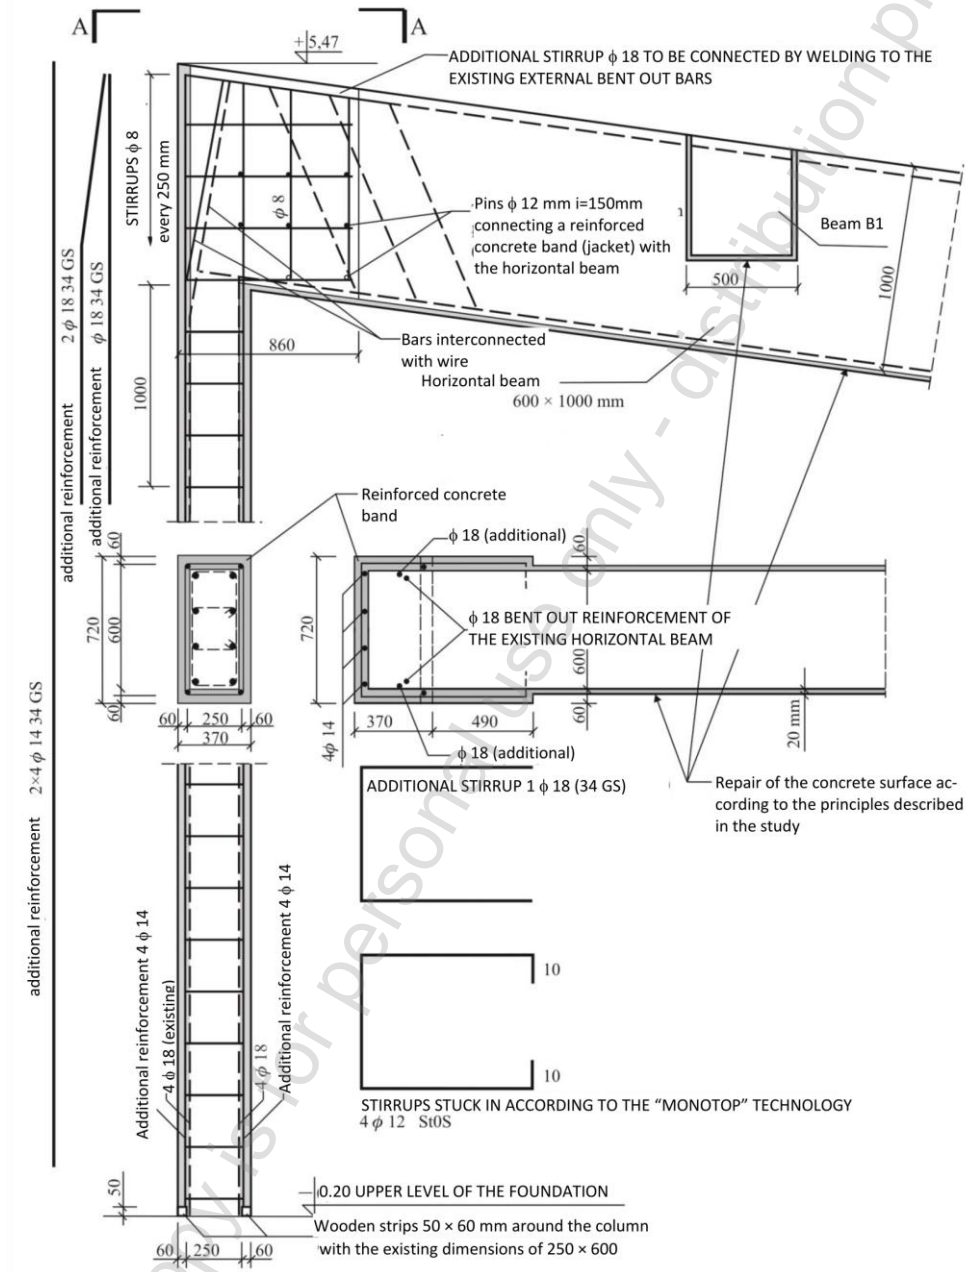 A
A
+5,47
ADDITIONAL STIRRUP ϕ 18 TO BE CONNECTED BY WELDING TO THE
EXISTING EXTERNAL BENT OUT BARS
STIRRUPS ϕ 8
every 250 mm
ϕ 8
Pins ϕ 12 mm i=150mm
connecting a reinforced
concrete band (jacket) with
the horizontal beam
Beam B1
500
1000
2 ϕ 18 34 GS
ϕ 18 34 GS
860
Bars interconnected
with wire
Horizontal beam
600 × 1000 mm
1000
additional reinforcement
additional reinforcement
Reinforced concrete
band
ϕ 18 (additional)
60
720
600
60
720
60
600
60
ϕ 18 BENT OUT REINFORCEMENT OF
THE EXISTING HORIZONTAL BEAM
60
250
60
370
370
490
4ϕ 14
20 mm
ϕ 18 (additional)
ADDITIONAL STIRRUP 1 ϕ 18 (34 GS)
Repair of the concrete surface ac-
cording to the principles described
in the study
additional reinforcement 2×4 ϕ 14 34 GS
Additional reinforcement 4 ϕ 14
4 ϕ 18 (existing)
4 ϕ 18
Additional reinforcement 4 ϕ 14
10
10
STIRRUPS STUCK IN ACCORDING TO THE “MONOTOP” TECHNOLOGY
4 ϕ 12 St0S
50
0.20 UPPER LEVEL OF THE FOUNDATION
Wooden strips 50 × 60 mm around the column
with the existing dimensions of 250 × 600
60
250
60
py is for personal use only - distribution p